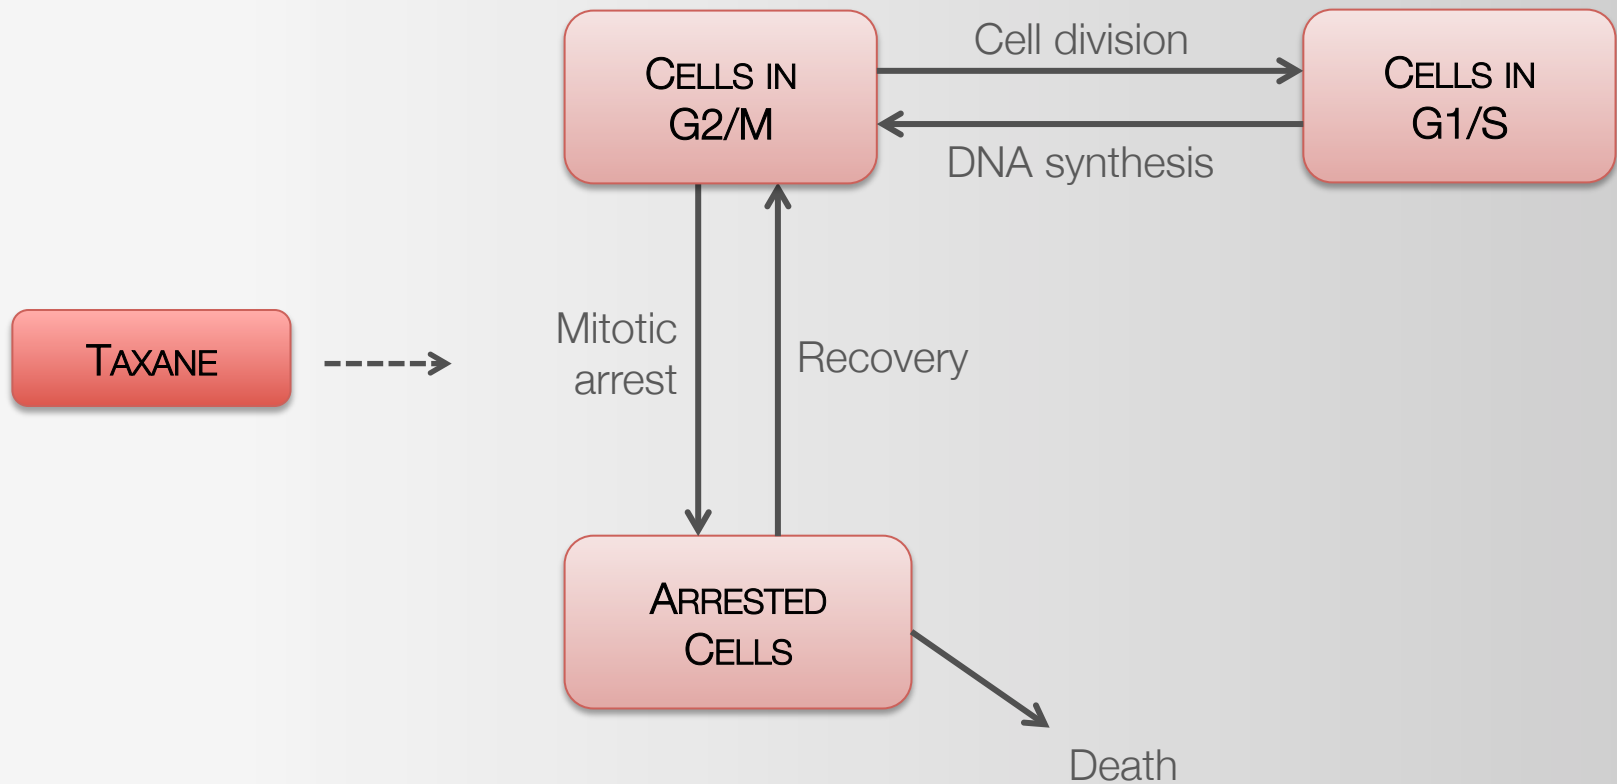 Cell division
CELLS IN
G2/M
CELLS IN
G1/S
DNA synthesis
Mitotic
arrest
Recovery
TAXANE
ARRESTED
CELLS
Death